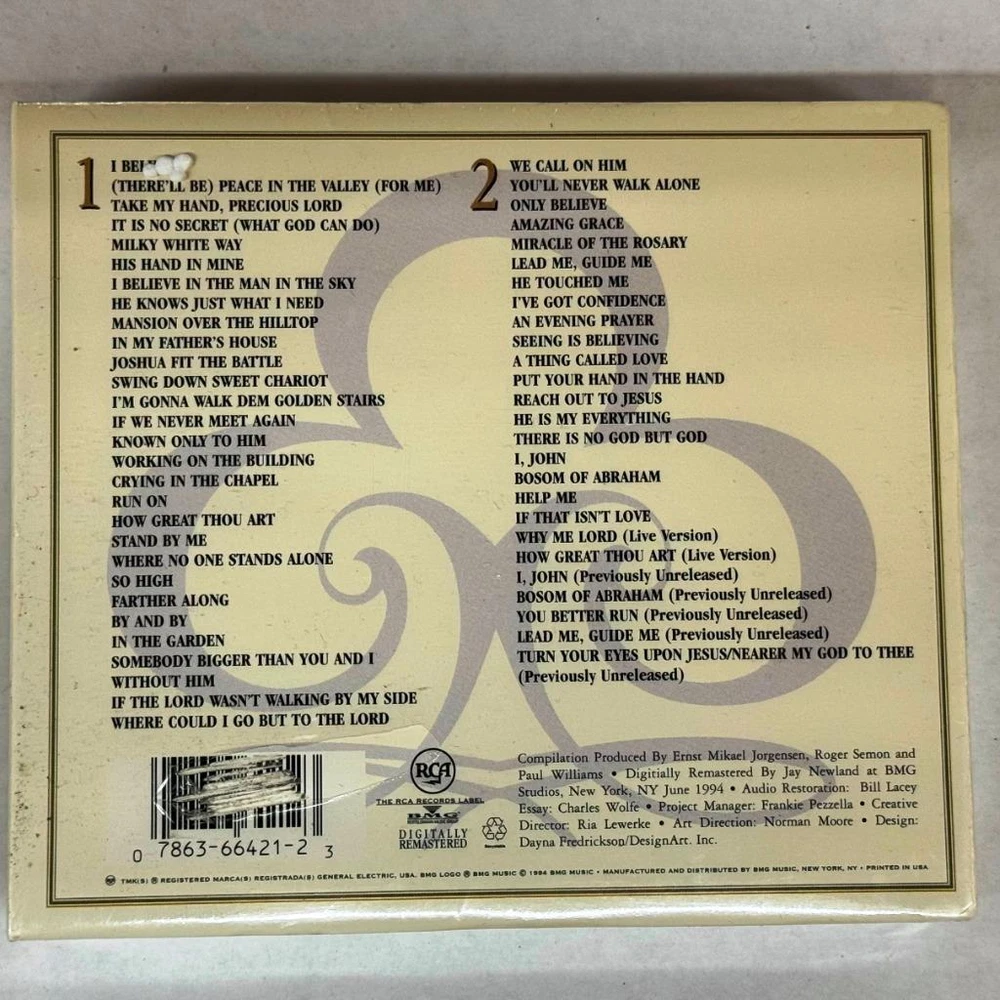 1
I
(THERE'LL BE) PEACE IN THE VALLEY (FOR ME)
TAKE MY HAND, PRECIOUS LORD
IT IS NO SECRET (WHAT GOD CAN DO)
MILKY WHITE WAY
HIS HAND IN MINE
I BELIEVE IN THE MAN IN THE SKY
HE KNOWS JUST WHAT I NEED
MANSION OVER THE HILLTOP
IN MY FATHER'S HOUSE
JOSHUA FIT THE BATTLE
SWING DOWN SWEET CHARIOT
I'M GONNA WALK DEM GOLDEN STAIRS
IF WE NEVER MEET AGAIN
KNOWN ONLY TO HIM
WORKING ON THE BUILDING
CRYING IN THE CHAPEL
RUN ON
HOW GREAT THOU ART
STAND BY ME
WHERE NO ONE STANDS ALONE
SO HIGH
FARTHER ALONG
BY AND BY
IN THE GARDEN
SOMEBODY BIGGER THAN YOU AND I
WITHOUT HIM
IF THE LORD WASN'T WALKING BY MY SIDE
WHERE COULD I GO BUT TO THE LORD
2
WE CALL ON HIM
YOU'LL NEVER WALK ALONE
ONLY BELIEVE
AMAZING GRACE
MIRACLE OF THE ROSARY
LEAD ME, GUIDE ME
HE TOUCHED ME
I'VE GOT CONFIDENCE
AN EVENING PRAYER
SEEING IS BELIEVING
A THING CALLED LOVE
PUT YOUR HAND IN THE HAND
REACH OUT TO JESUS
HE IS MY EVERYTHING
THERE IS NO GOD BUT GOD
I, JOHN
BOSOM OF ABRAHAM
HELP ME
IF THAT ISN'T LOVE
WHY ME LORD (Live Version)
HOW GREAT THOU ART (Live Version)
I, JOHN (Previously Unreleased)
BOSOM OF ABRAHAM (Previously Unreleased)
YOU BETTER RUN (Previously Unreleased)
LEAD ME, GUIDE ME (Previously Unreleased)
TURN YOUR EYES UPON JESUS/NEARER MY GOD TO THEE
(Previously Unreleased)
0 7863-66421-2 3
RCA
THE RCA RECORDS LABEL
BMG
DIGITALLY
REMASTERED
Recyclable
Compilation Produced By Ernst Mikael Jorgensen, Roger Semon and
Paul Williams • Digitially Remastered By Jay Newland at BMG
Studios, New York, NY June 1994 • Audio Restoration: Bill Lacey
Essay: Charles Wolfe • Project Manager: Frankie Pezzella • Creative
Director: Ria Lewerke • Art Direction: Norman Moore • Design:
Dayna Fredrickson/DesignArt. Inc.
TMK(S) ® REGISTERED MARCA(S) REGISTRADA(S) GENERAL ELECTRIC, USA. BMG LOGO ® BMG MUSIC © 1994 BMG MUSIC • MANUFACTURED AND DISTRIBUTED BY BMG MUSIC, NEW YORK, NY • PRINTED IN USA